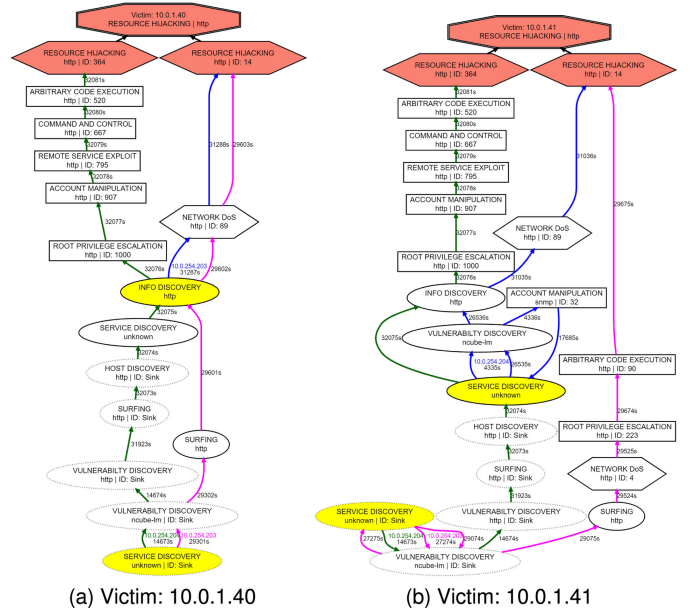 Victim: 10.0.1.40
RESOURCE HIJACKING | http
RESOURCE HIJACKING
http | ID: 364
RESOURCE HIJACKING
http | ID: 14
32081s
ARBITRARY CODE EXECUTION
http | ID: 520
32080s
COMMAND AND CONTROL
http | ID: 667
32079s
31288s
29603s
REMOTE SERVICE EXPLOIT
http | ID: 795
32078s
ACCOUNT MANIPULATION
http | ID: 907
32077s
NETWORK DoS
http | ID: 89
ROOT PRIVILEGE ESCALATION
http | ID: 1000
32076s
10.0.254.203
31287s
29602s
INFO DISCOVERY
http
32075s
SERVICE DISCOVERY
unknown
32074s
HOST DISCOVERY
http | ID: Sink
29601s
32073s
SURFING
http | ID: Sink
31923s
SURFING
http
VULNERABILTY DISCOVERY
http | ID: Sink
14674s
29302s
VULNERABILTY DISCOVERY
ncube-lm | ID: Sink
10.0.254.204
14673s
10.0.254.203
29301s
SERVICE DISCOVERY
unknown | ID: Sink
(a) Victim: 10.0.1.40
Victim: 10.0.1.41
RESOURCE HIJACKING | http
RESOURCE HIJACKING
http | ID: 364
RESOURCE HIJACKING
http | ID: 14
32081s
ARBITRARY CODE EXECUTION
http | ID: 520
32080s
COMMAND AND CONTROL
http | ID: 667
32079s
31036s
REMOTE SERVICE EXPLOIT
http | ID: 795
32078s
29675s
ACCOUNT MANIPULATION
http | ID: 907
32077s
NETWORK DoS
http | ID: 89
ROOT PRIVILEGE ESCALATION
http | ID: 1000
32076s
31035s
INFO DISCOVERY
http
ACCOUNT MANIPULATION
snmp | ID: 32
26536s
4336s
32075s
VULNERABILTY DISCOVERY
ncube-lm
17685s
10.0.254.204
4335s
26535s
ARBITRARY CODE EXECUTION
http | ID: 90
SERVICE DISCOVERY
unknown
32074s
29674s
HOST DISCOVERY
http | ID: Sink
ROOT PRIVILEGE ESCALATION
http | ID: 223
32073s
29525s
SURFING
http | ID: Sink
NETWORK DoS
http | ID: 4
31923s
29524s
SERVICE DISCOVERY
unknown | ID: Sink
VULNERABILTY DISCOVERY
http | ID: Sink
SURFING
http
27275s
10.0.254.204
14673s
10.0.254.203
27274s
29074s
14674s
29075s
VULNERABILTY DISCOVERY
ncube-lm | ID: Sink
(b) Victim: 10.0.1.41